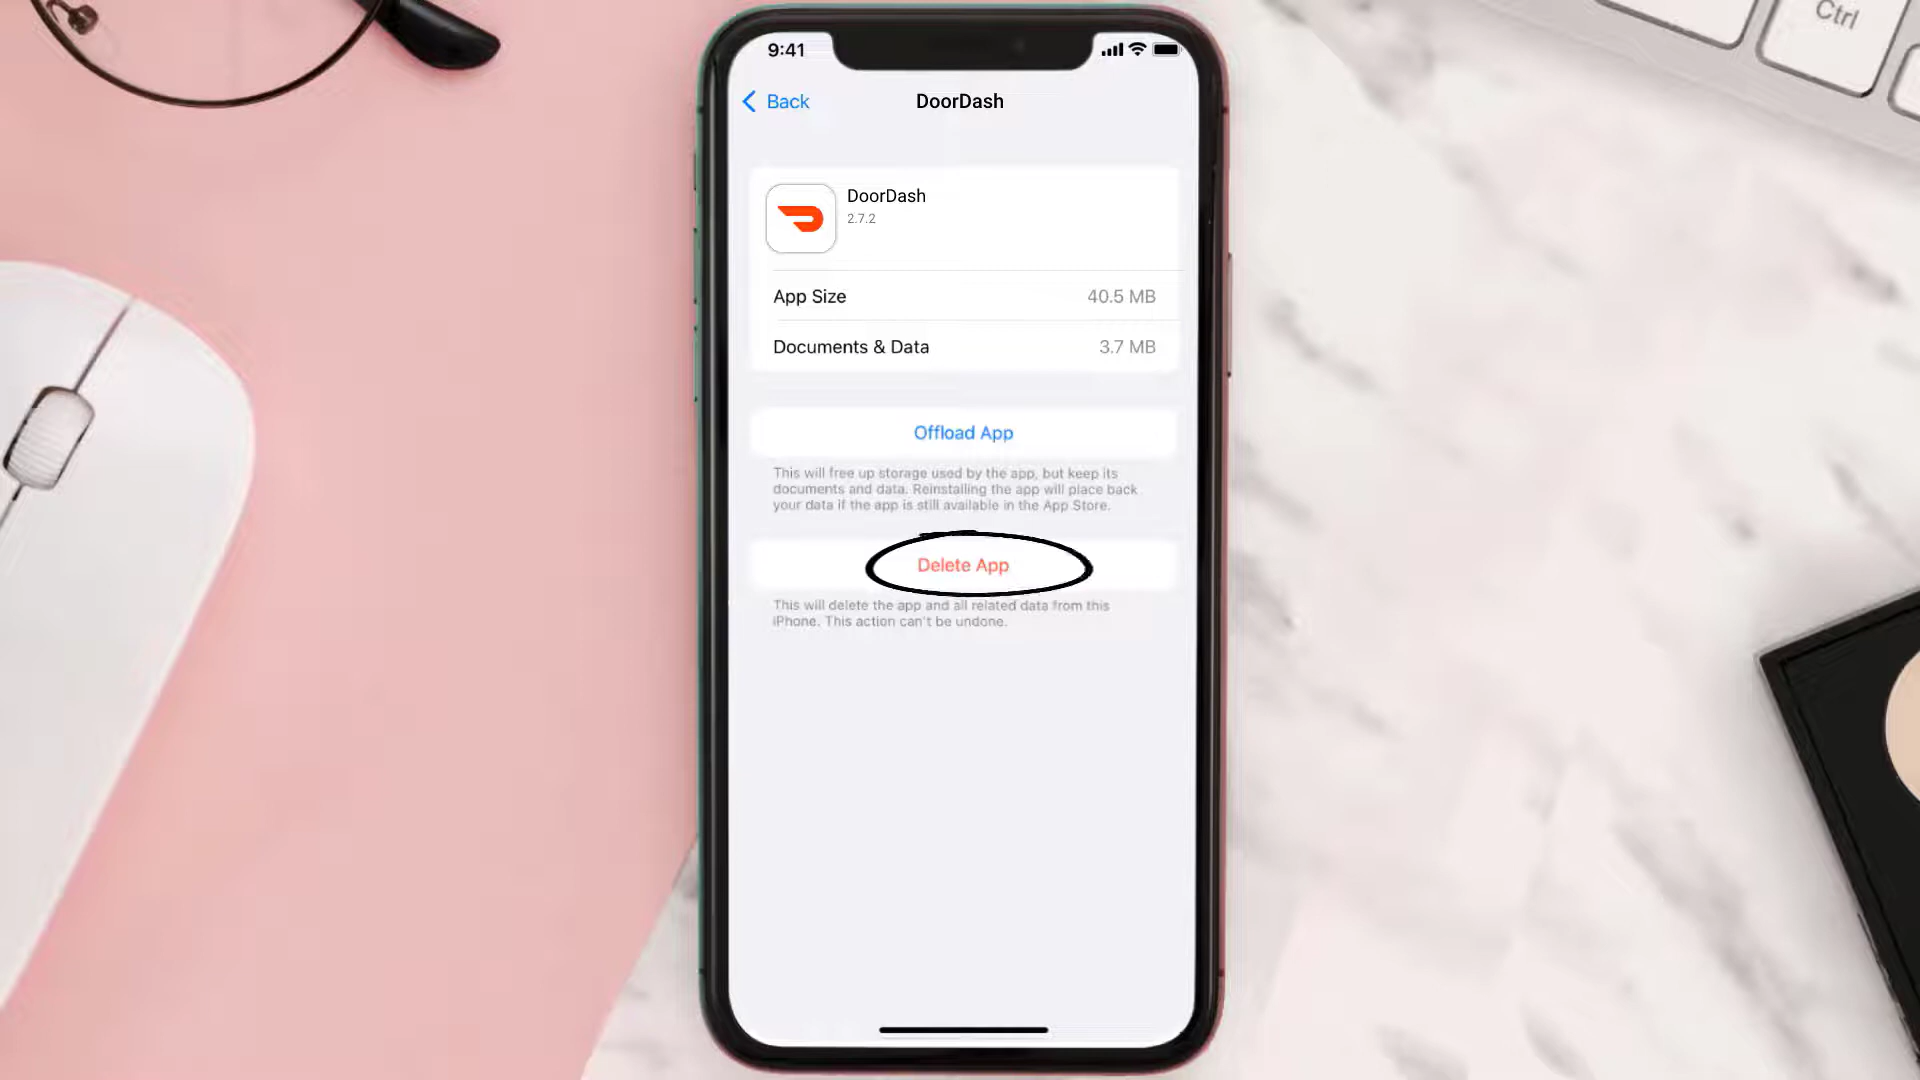 Ctrl
9:41
Back
DoorDash
DoorDash
2.7.2
App Size 40.5 MB
Documents & Data 3.7 MB
Offload App
This will free up storage used by the app, but keep its
documents and data. Reinstalling the app will place back
your data if the app is still available in the App Store.
Delete App
This will delete the app and all related data from this
iPhone. This action can't be undone.